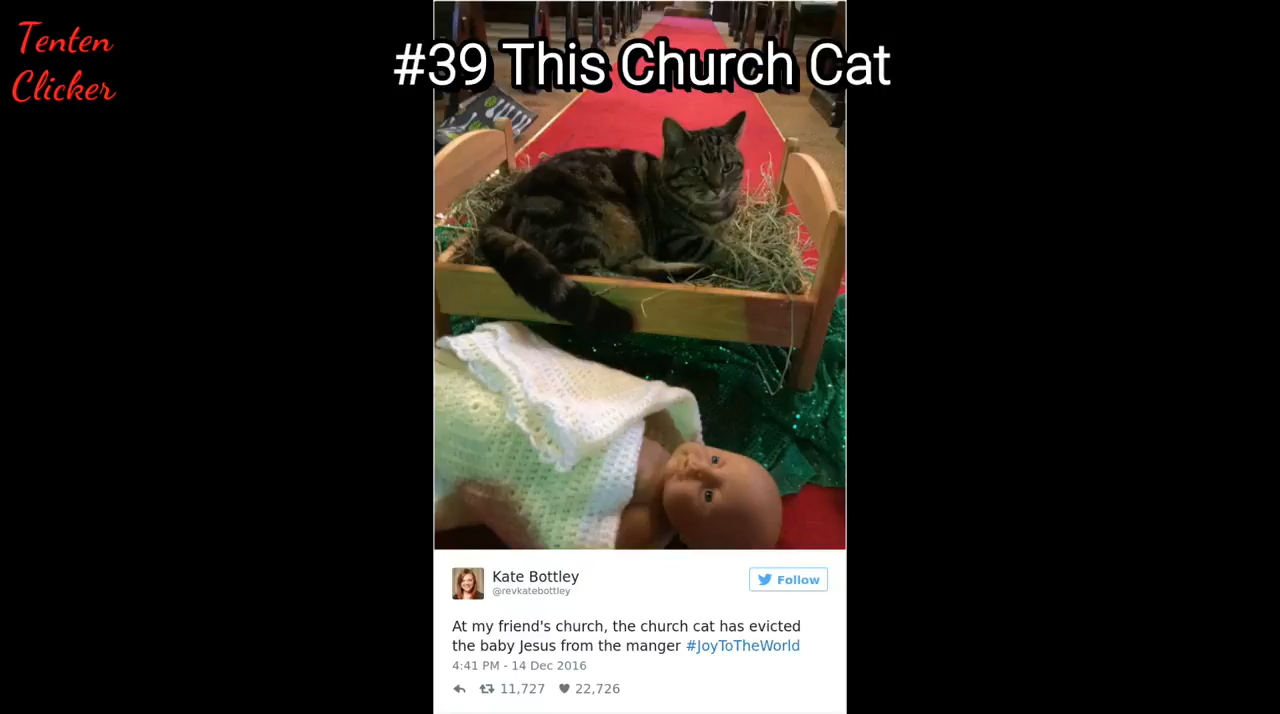 Tenten
Clicker
#39 This Church Cat
Kate Bottley
@revkatebottley
Follow
At my friend's church, the church cat has evicted
the baby Jesus from the manger #JoyToTheWorld
4:41 PM - 14 Dec 2016
11,727
22,726